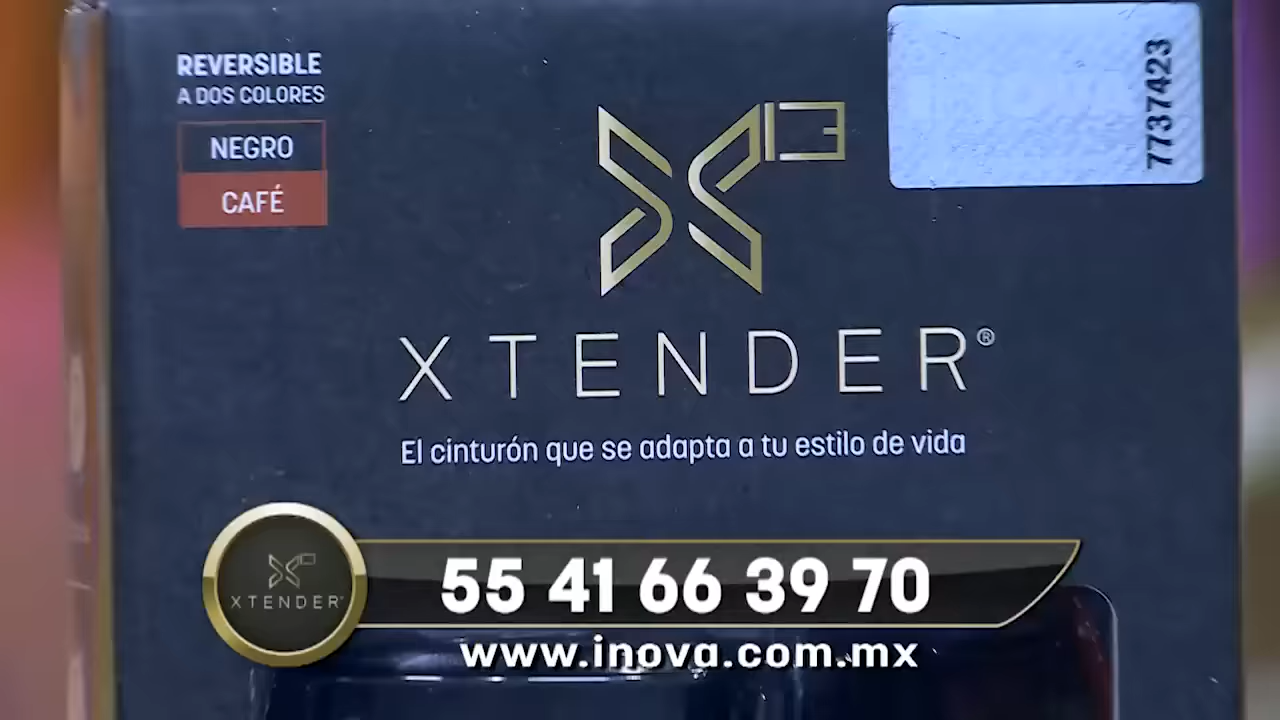 REVERSIBLE
A DOS COLORES
NEGRO
CAFÉ
7737423
XTENDER®
El cinturón que se adapta a tu estilo de vida
XTENDER
55 41 66 39 70
www.inova.com.mx